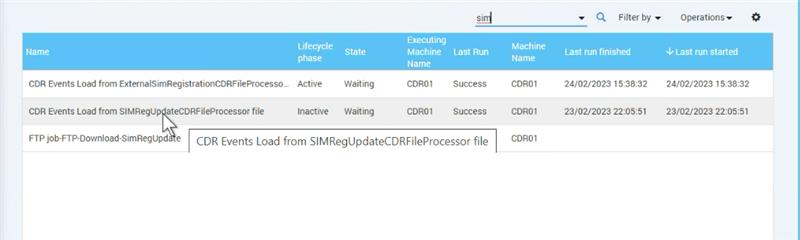 sim
Filter by
Operations
Name
Lifecycle phase
State
Executing Machine Name
Last Run
Machine Name
Last run finished
Last run started
CDR Events Load from ExternalSimRegistrationCDRFileProcesso... Active Waiting CDR01 Success CDR01 24/02/2023 15:38:32 24/02/2023 15:38:32
CDR Events Load from SIMRegUpdateCDRFileProcessor file Inactive Waiting CDR01 Success CDR01 23/02/2023 22:05:51 23/02/2023 22:05:51
FTP job-FTP-Download-SimRegUpdate CDR01
CDR Events Load from SIMRegUpdateCDRFileProcessor file